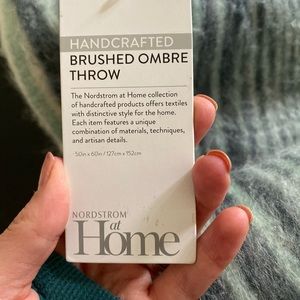 HANDCRAFTED
BRUSHED OMBRE
THROW
The Nordstrom at Home collection
of handcrafted products offers textiles
with distinctive style for the home.
Each item features a unique
combination of materials, techniques,
and artisan details.
50in x 60in / 127cm x 152cm
NORDSTROM
at
Home